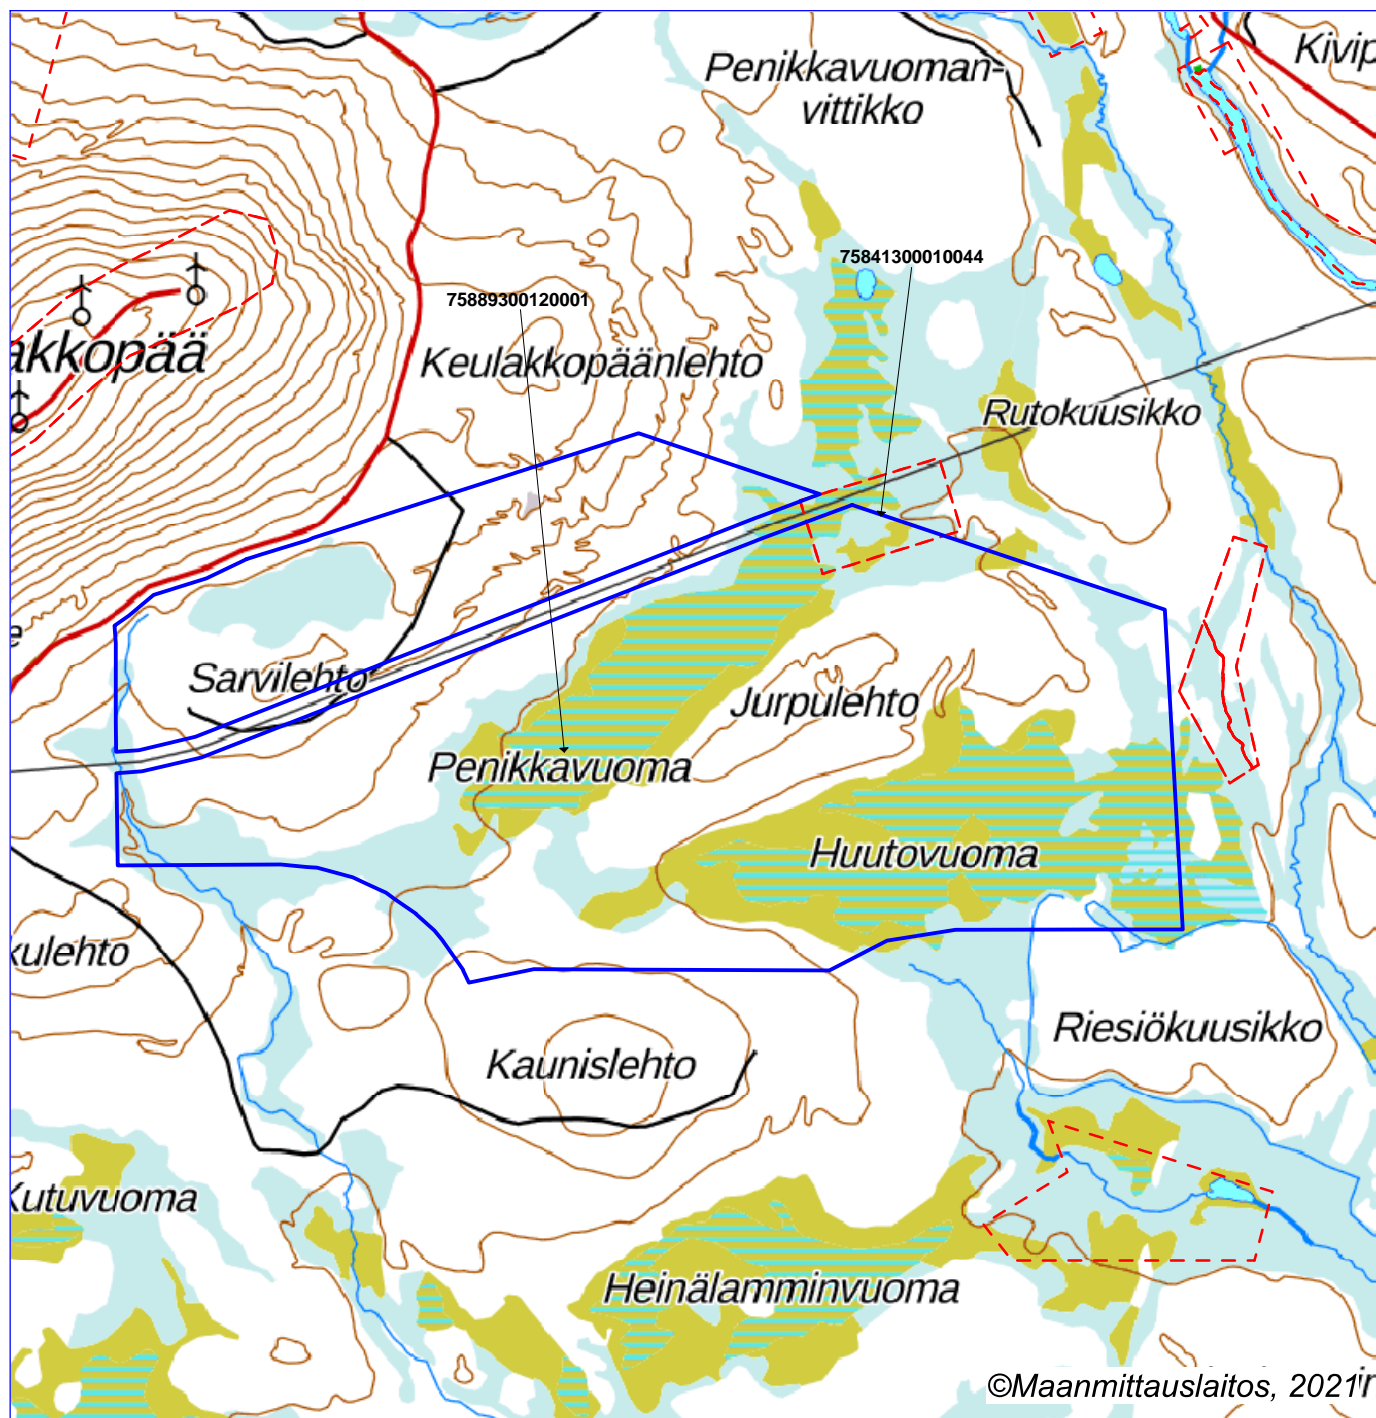 Kivip
Penikkavuoman-
vittikko
75841300010044
75889300120001
akkopää
Keulakkopäänlehto
Rutokuusikko
e
Sarvilehto
Jurpulehto
Penikkavuoma
Huutovuoma
kulehto
Riesiökuusikko
Kaunislehto
Kutuvuoma
Heinälamminvuoma
©Maanmittauslaitos, 2021